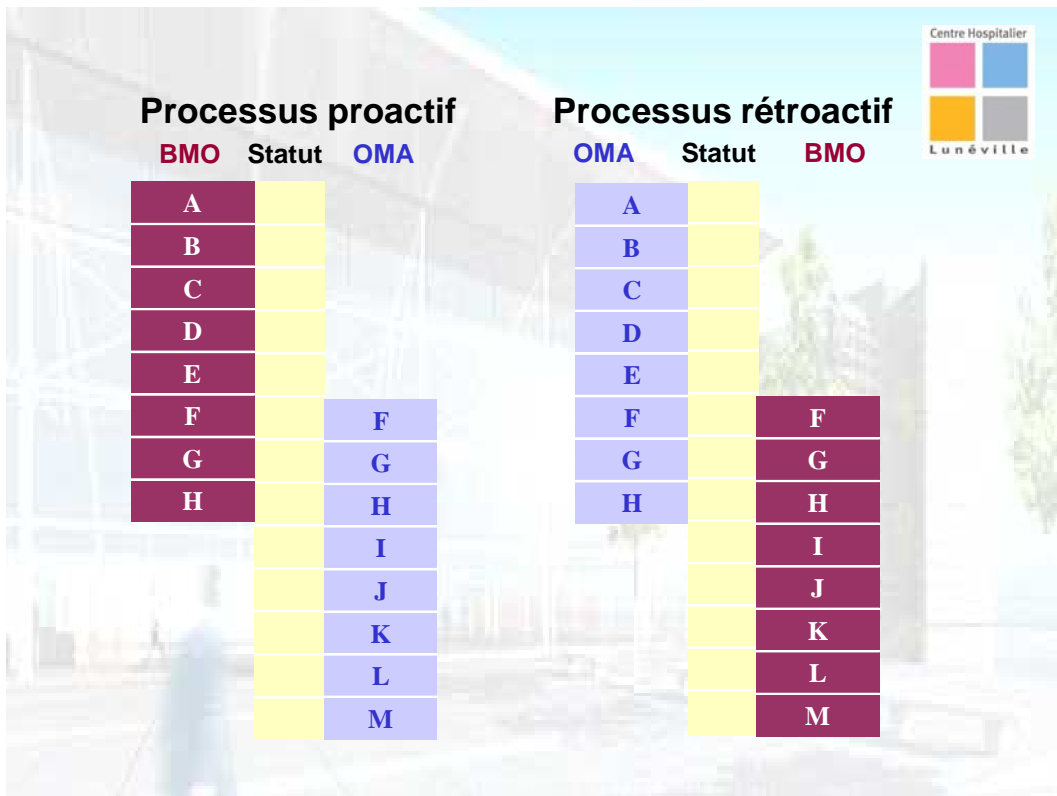 Centre Hospitalier
Lunéville
Processus proactif
BMO Statut OMA
A
B
C
D
E
F F
G G
H H
I
J
K
L
M
Processus rétroactif
OMA Statut BMO
A
B
C
D
E
F F
G G
H H
I
J
K
L
M